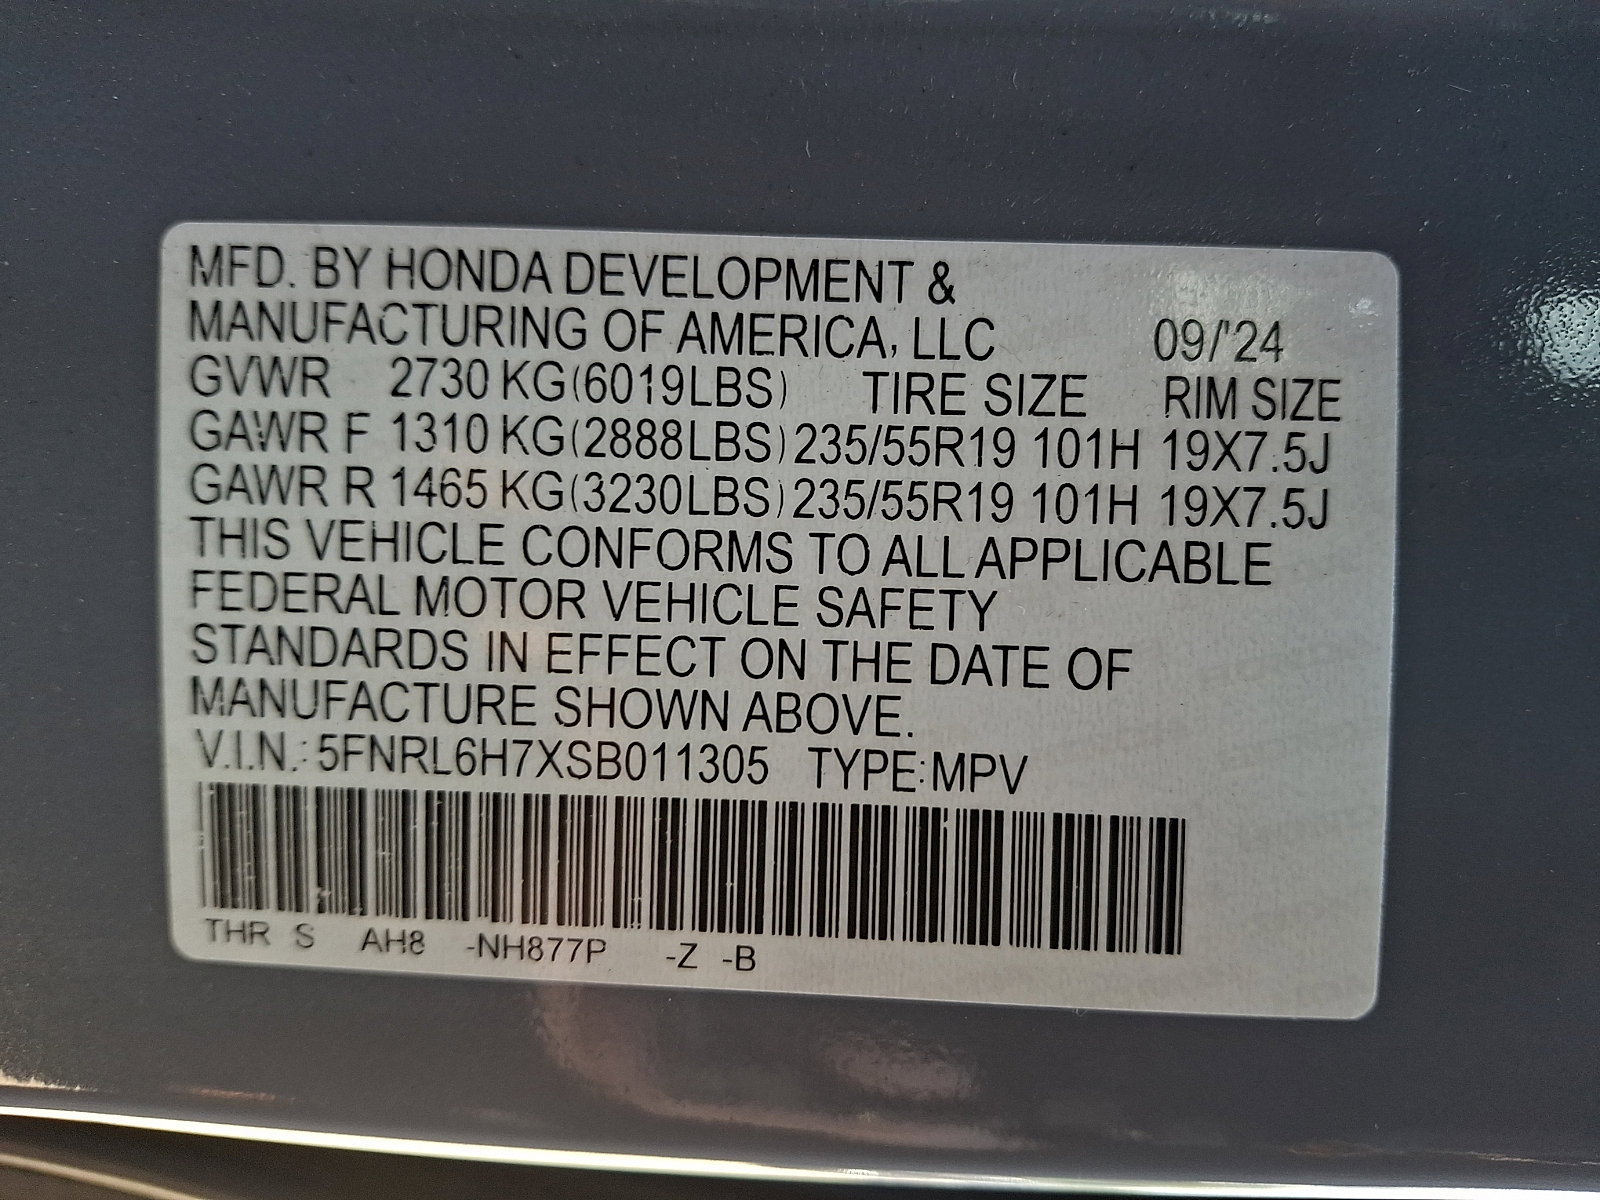 MFD. BY HONDA DEVELOPMENT &
MANUFACTURING OF AMERICA, LLC 09/'24
GVWR 2730 KG(6019LBS) TIRE SIZE RIM SIZE
GAWR F 1310 KG(2888LBS) 235/55R19 101H 19X7.5J
GAWR R 1465 KG(3230LBS) 235/55R19 101H 19X7.5J
THIS VEHICLE CONFORMS TO ALL APPLICABLE
FEDERAL MOTOR VEHICLE SAFETY
STANDARDS IN EFFECT ON THE DATE OF
MANUFACTURE SHOWN ABOVE.
V.I.N.: 5FNRL6H7XSB011305 TYPE:MPV
THR S AH8 -NH877P -Z -B